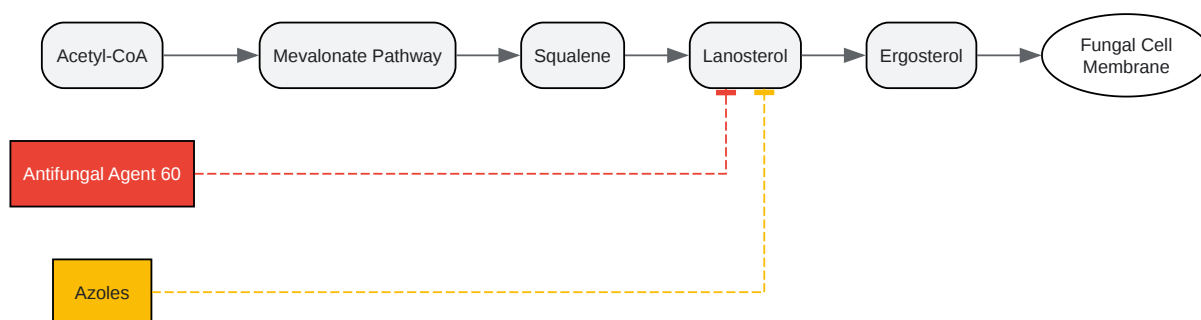 Acetyl-CoA
Mevalonate Pathway
Squalene
Lanosterol
Ergosterol
Fungal Cell
Membrane
Antifungal Agent 60
Azoles